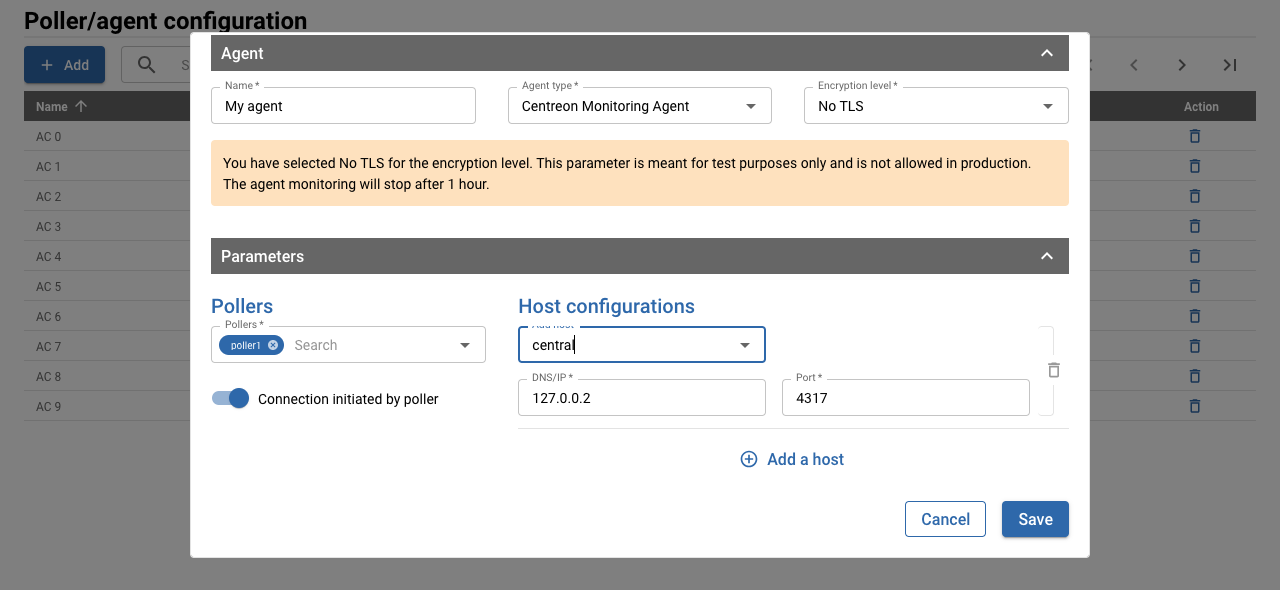 Poller/agent configuration
Add
S
Name
Action
AC 0
AC 1
AC 2
AC 3
AC 4
AC 5
AC 6
AC 7
AC 8
AC 9
Agent
Name *
My agent
Agent type *
Centreon Monitoring Agent
Encryption level *
No TLS
You have selected No TLS for the encryption level. This parameter is meant for test purposes only and is not allowed in production.
The agent monitoring will stop after 1 hour.
Parameters
Pollers
Pollers *
poller1
Search
Connection initiated by poller
Host configurations
Add host
central
DNS/IP *
127.0.0.2
Port *
4317
Add a host
Cancel
Save